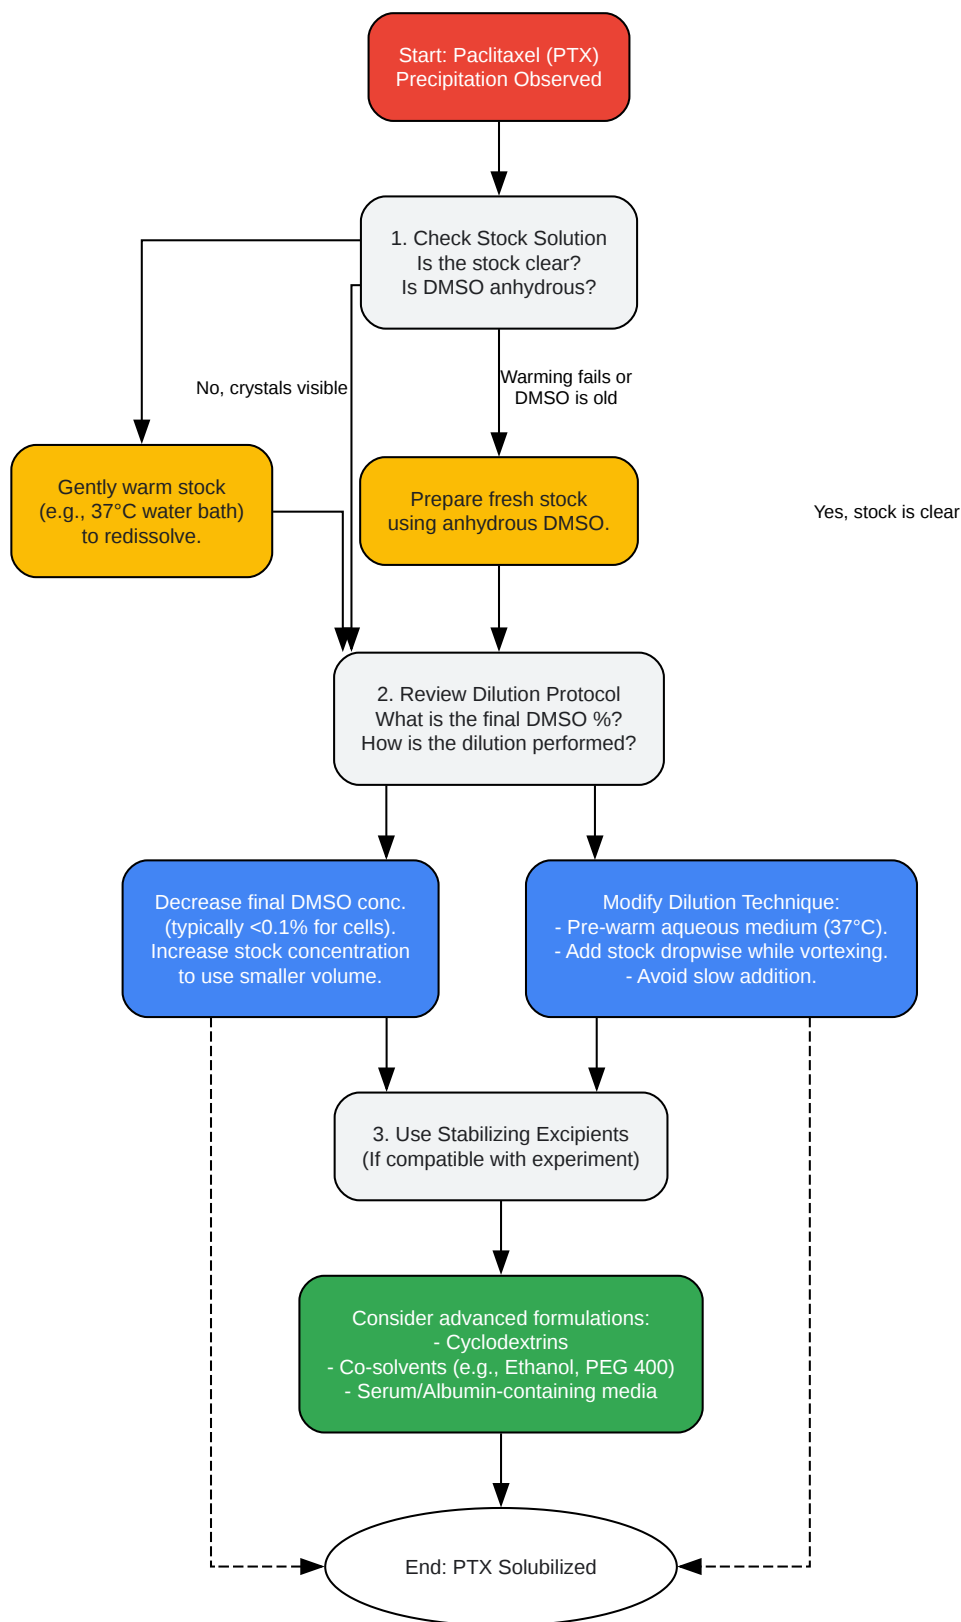 Start: Paclitaxel (PTX)
Precipitation Observed
1. Check Stock Solution
Is the stock clear?
Is DMSO anhydrous?
No, crystals visible
Warming fails or
DMSO is old
Gently warm stock
(e.g., 37°C water bath)
to redissolve.
Prepare fresh stock
using anhydrous DMSO.
Yes, stock is clear
2. Review Dilution Protocol
What is the final DMSO %?
How is the dilution performed?
Decrease final DMSO conc.
(typically <0.1% for cells).
Increase stock concentration
to use smaller volume.
Modify Dilution Technique:
- Pre-warm aqueous medium (37°C).
- Add stock dropwise while vortexing.
- Avoid slow addition.
3. Use Stabilizing Excipients
(If compatible with experiment)
Consider advanced formulations:
- Cyclodextrins
- Co-solvents (e.g., Ethanol, PEG 400)
- Serum/Albumin-containing media
End: PTX Solubilized